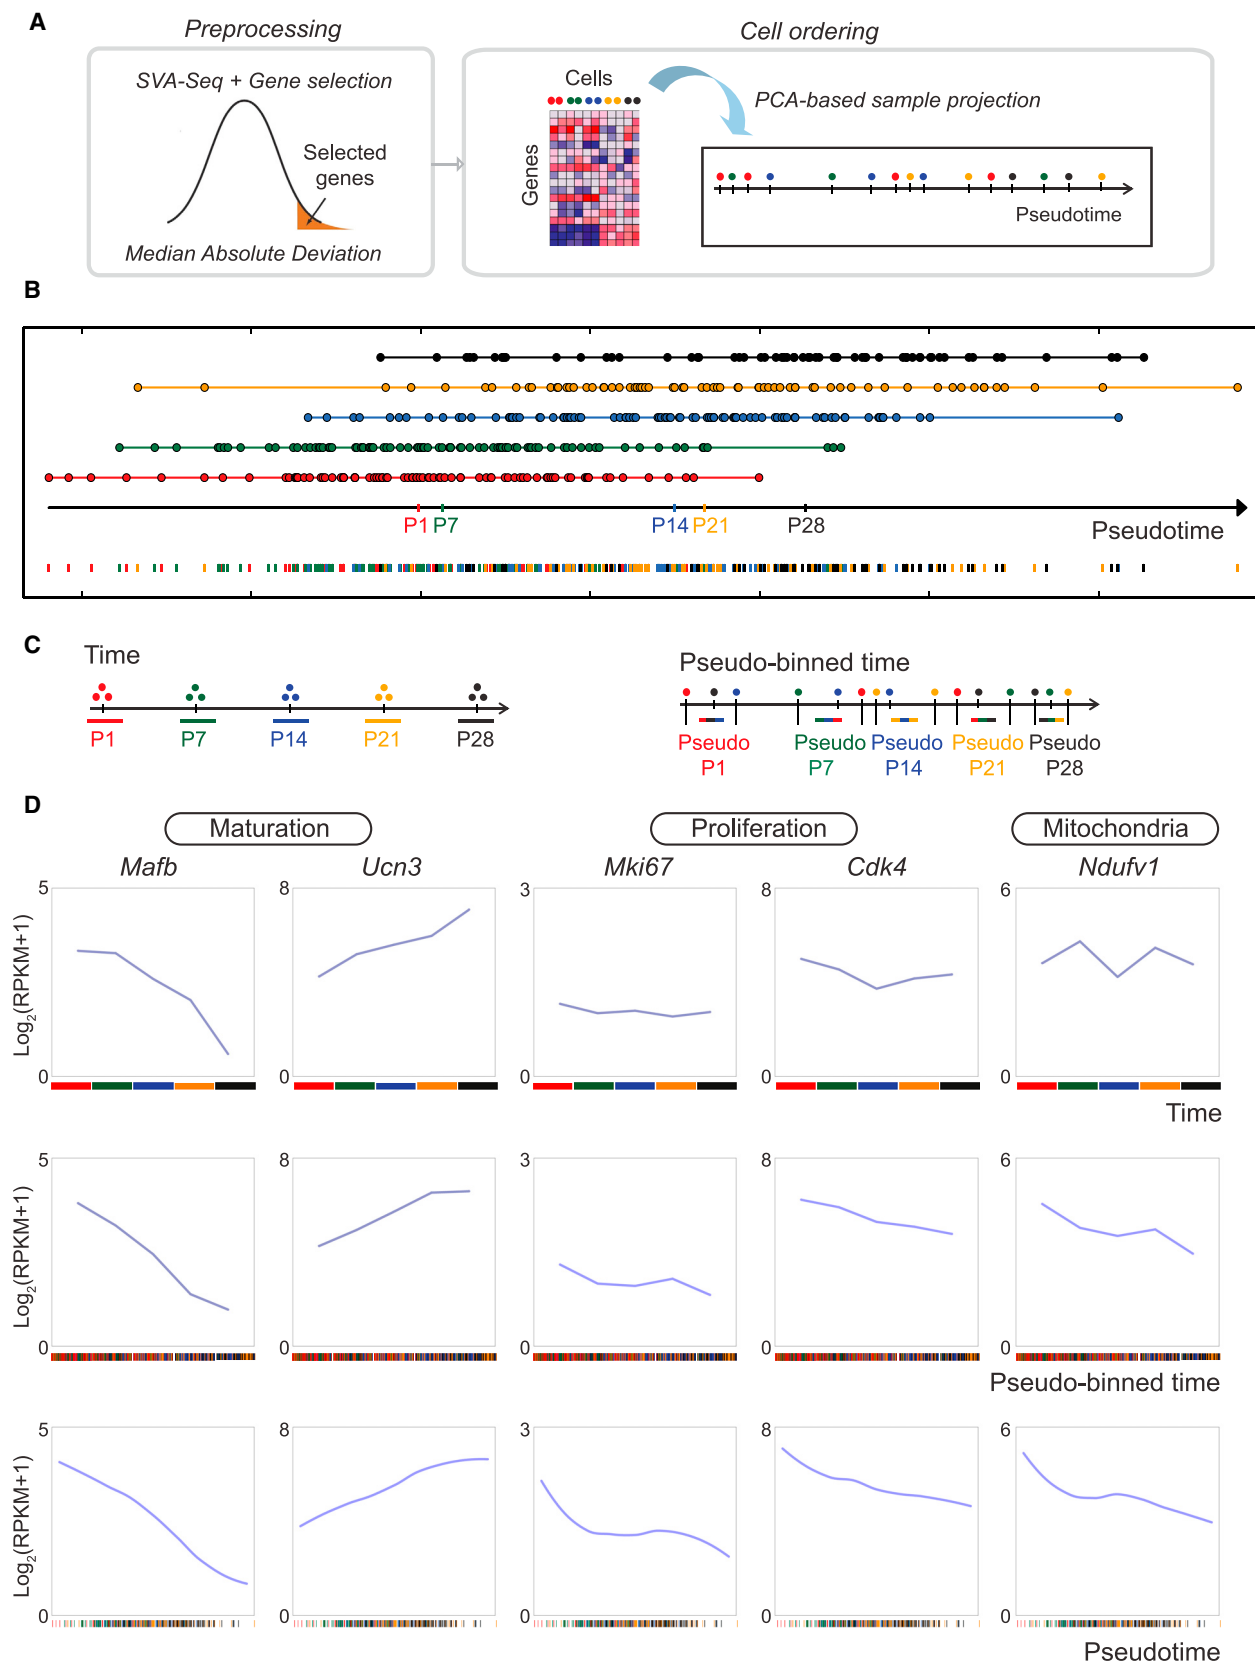 A
Preprocessing
Cell ordering
SVA-Seq + Gene selection
Selected
genes
Median Absolute Deviation
Cells
Genes
PCA-based sample projection
Pseudotime
B
P1 P7 P14 P21 P28
Pseudotime
C
Time
P1 P7 P14 P21 P28
Pseudo-binned time
Pseudo Pseudo Pseudo Pseudo Pseudo
P1 P7 P14 P21 P28
D
Maturation Proliferation Mitochondria
Mafb Ucn3 Mki67 Cdk4 Ndufv1
5 8 3 8 6
Log2(RPKM+1)
0 0 0 0 0
Time
5 8 3 8 6
Log2(RPKM+1)
0 0 0 0 0
Pseudo-binned time
5 8 3 8 6
Log2(RPKM+1)
0 0 0 0 0
Pseudotime